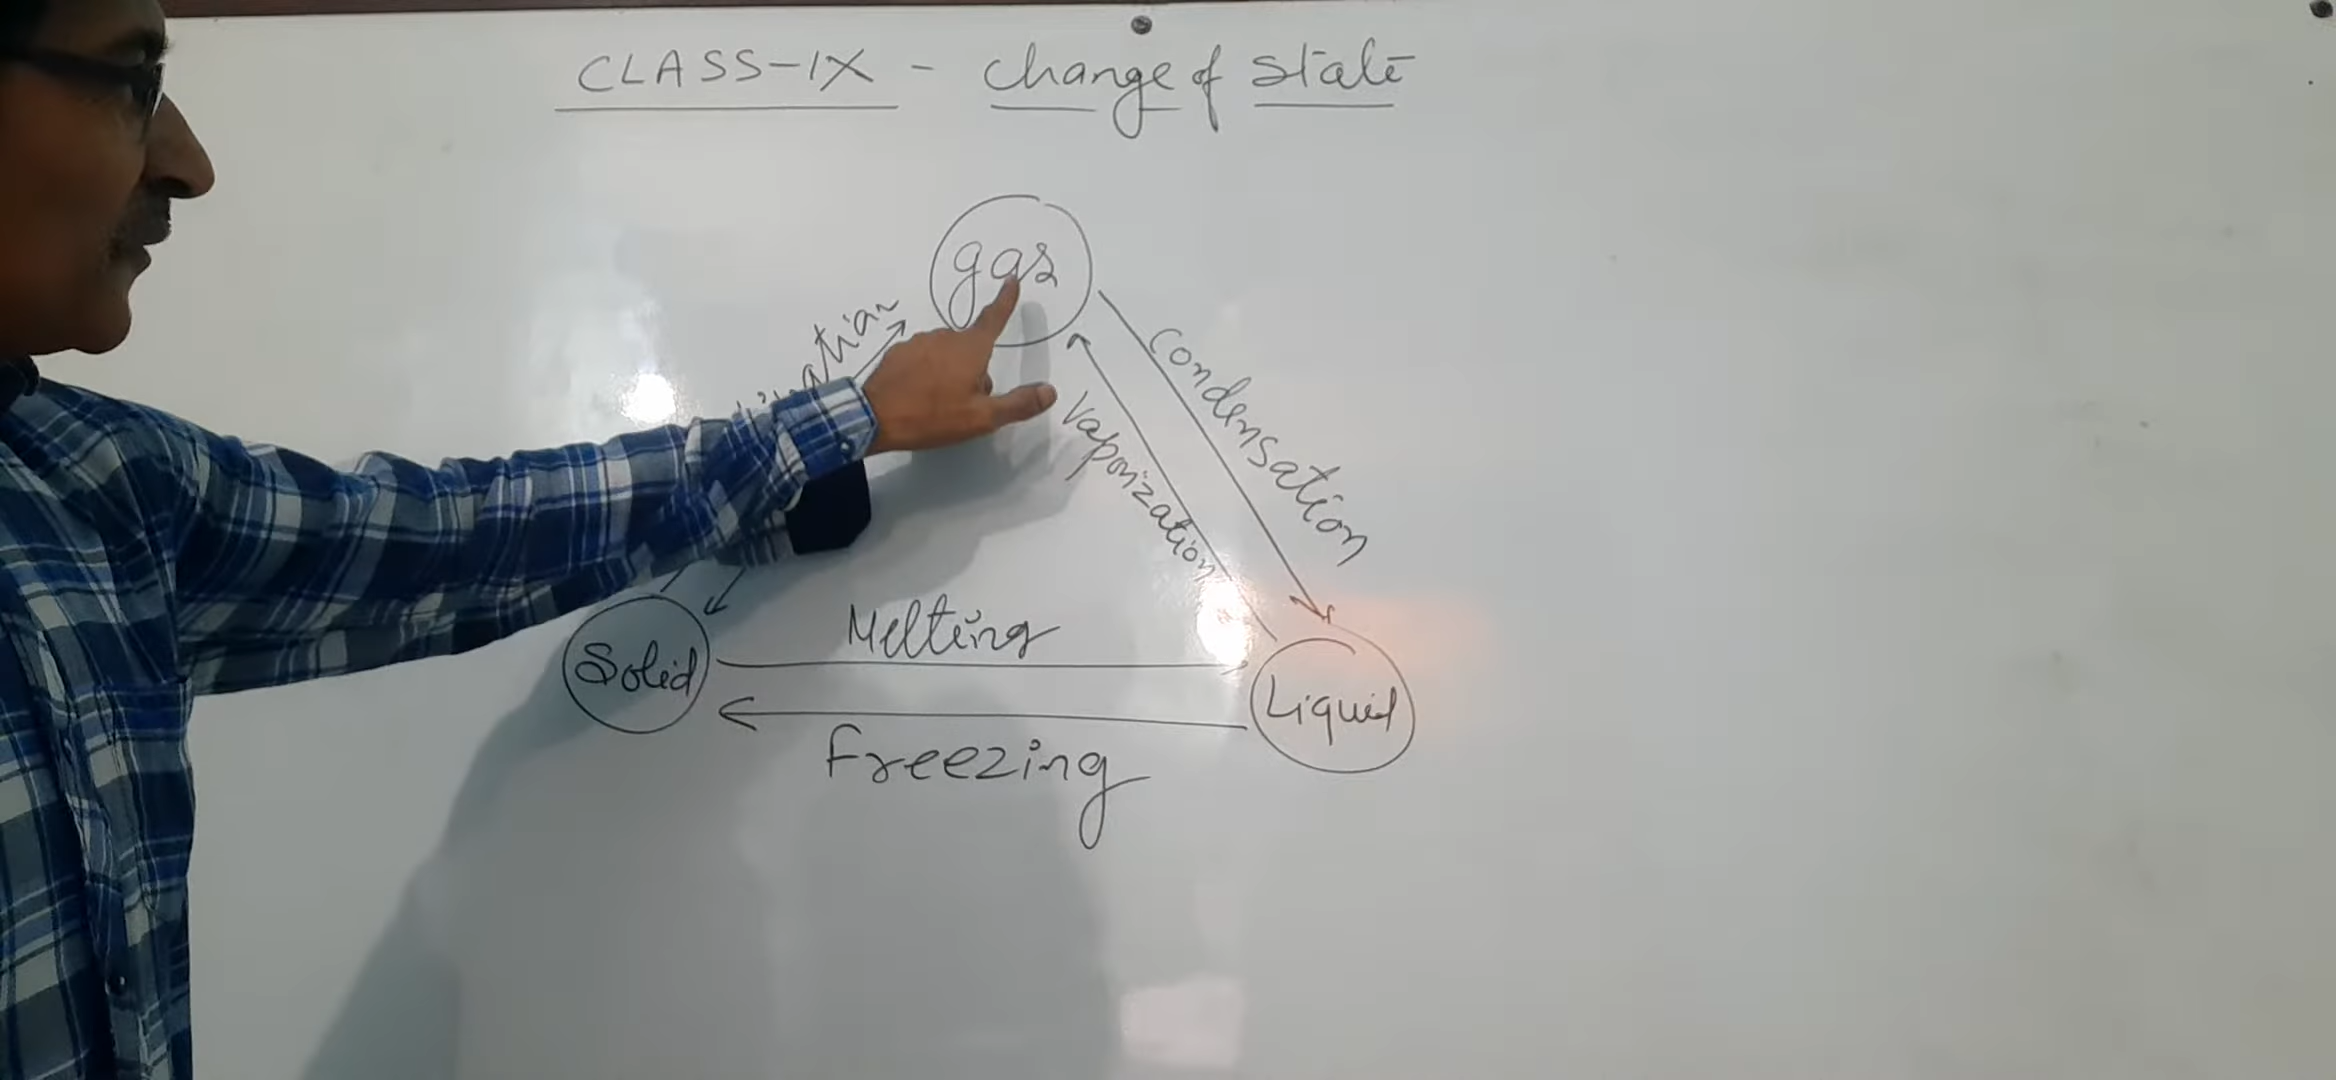 CLASS-IX - Change of state
gas
Condensation
Vaporization
Melting
Solid
Liquid
Freezing